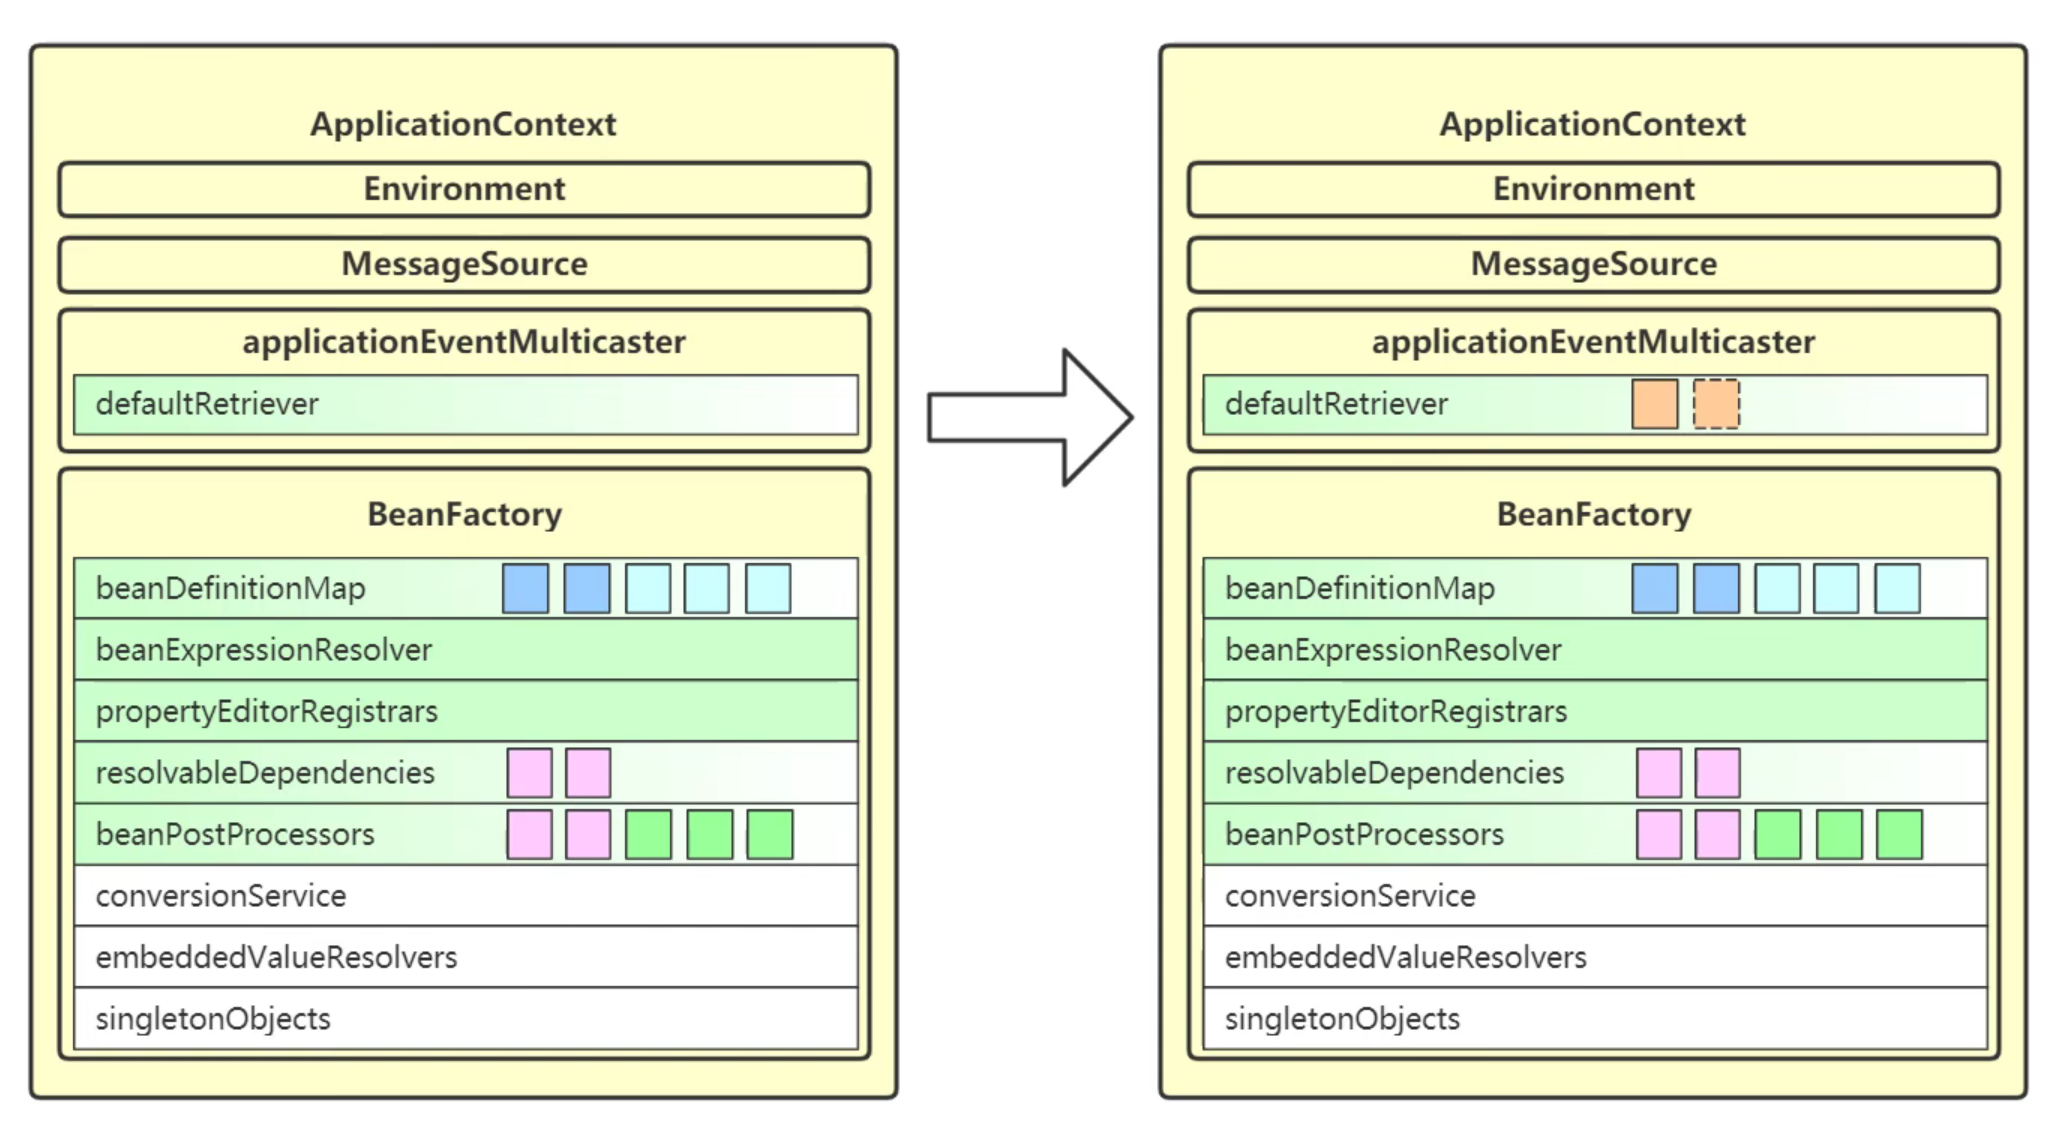 ApplicationContext
Environment
MessageSource
applicationEventMulticaster
defaultRetriever
BeanFactory
beanDefinitionMap
beanExpressionResolver
propertyEditorRegistrars
resolvableDependencies
beanPostProcessors
conversionService
embeddedValueResolvers
singletonObjects
ApplicationContext
Environment
MessageSource
applicationEventMulticaster
defaultRetriever
BeanFactory
beanDefinitionMap
beanExpressionResolver
propertyEditorRegistrars
resolvableDependencies
beanPostProcessors
conversionService
embeddedValueResolvers
singletonObjects